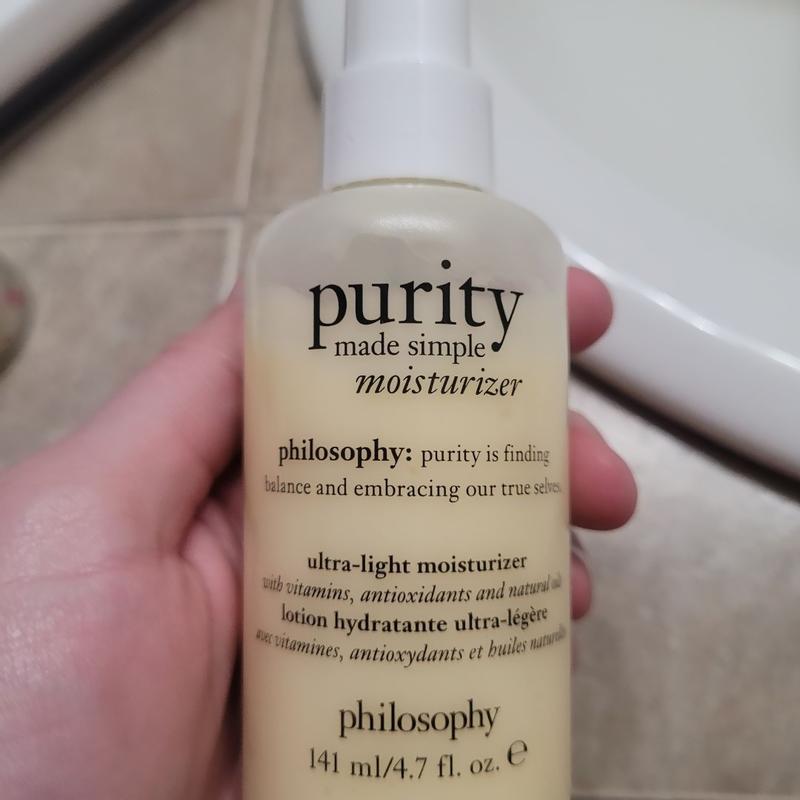 purity
made simple
moisturizer
philosophy: purity is finding
balance and embracing our true selves.
ultra-light moisturizer
with vitamins, antioxidants and natural oils
lotion hydratante ultra-légère
avec vitamines, antioxydants et huiles naturelles
philosophy
141 ml/4.7 fl. oz. ℮